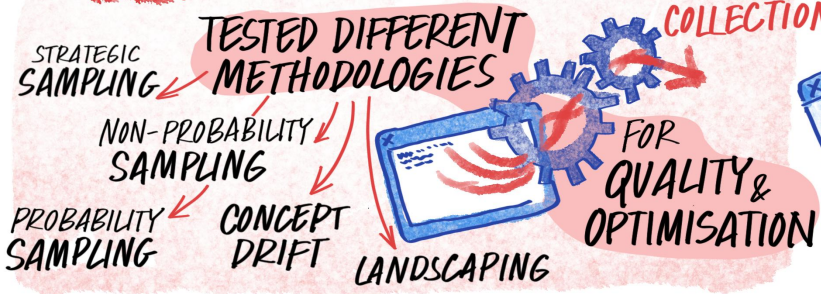 TESTED DIFFERENT
METHODOLOGIES
STRATEGIC
SAMPLING
NON-PROBABILITY
SAMPLING
PROBABILITY
SAMPLING
CONCEPT
DRIFT
LANDSCAPING
COLLECTION
FOR
QUALITY &
OPTIMISATION